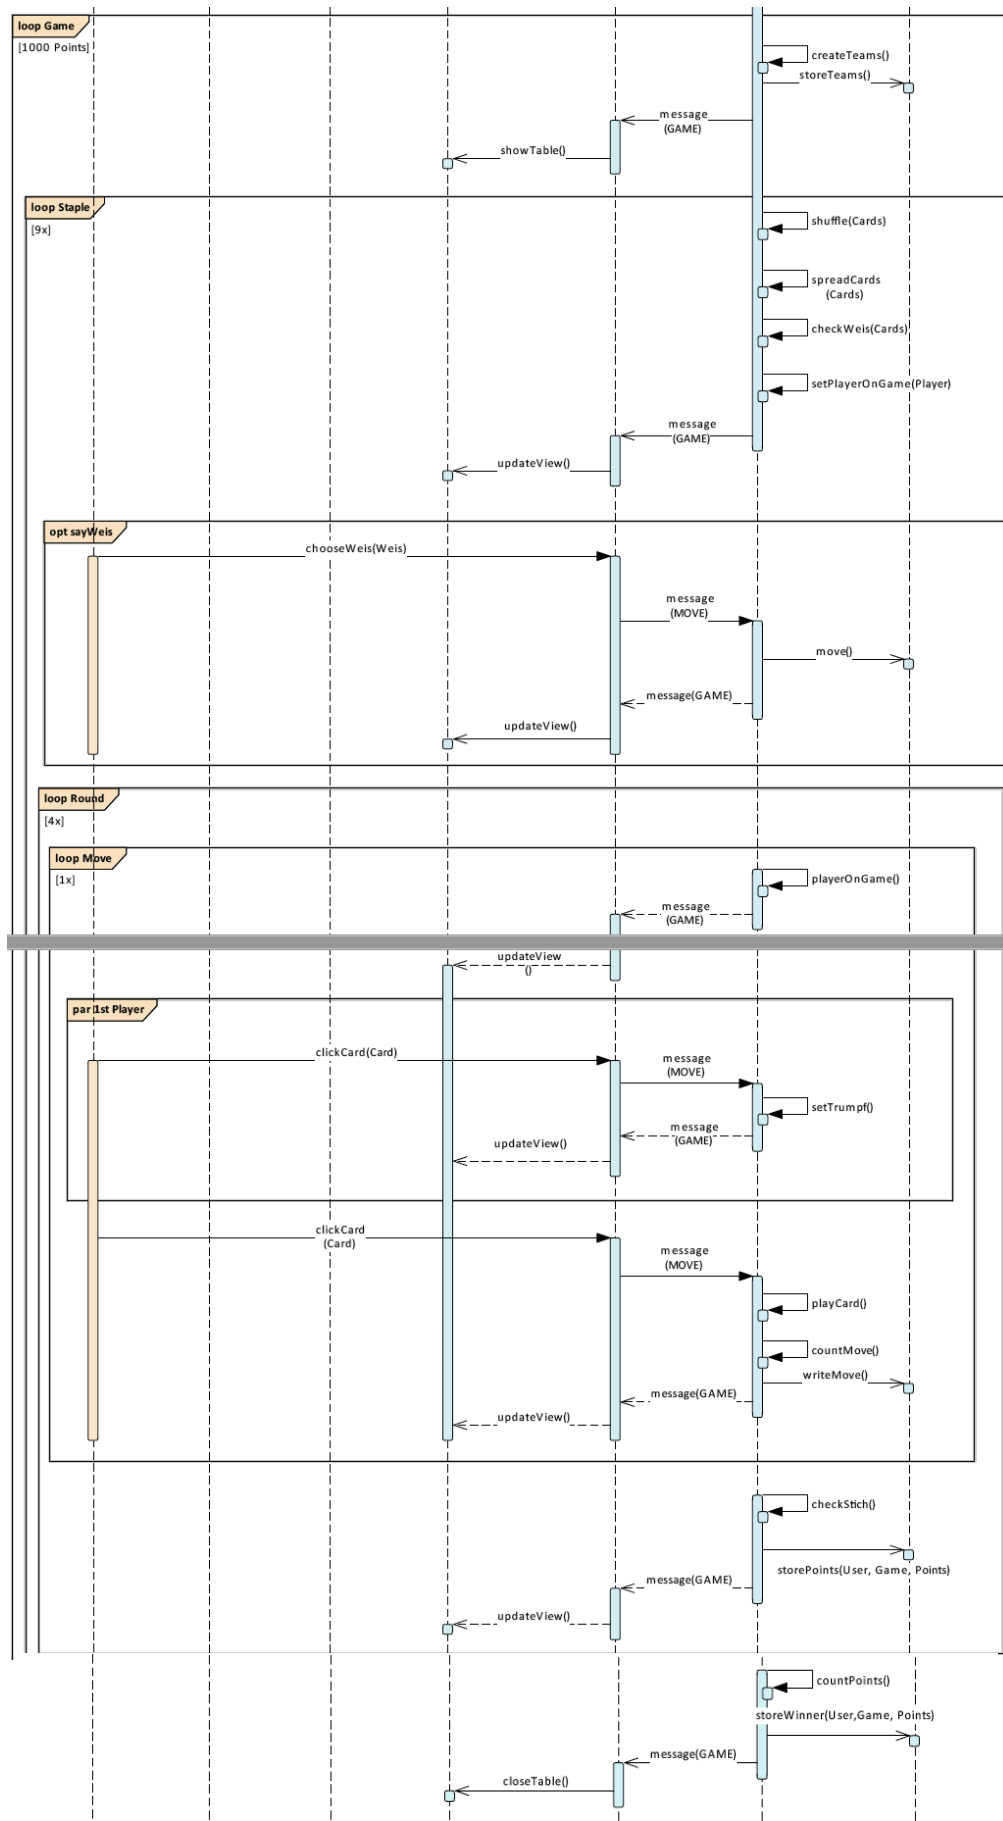 loop Game
[1000 Points]
createTeams()
storeTeams()
message
(GAME)
showTable()
loop Staple
[9x]
shuffle(Cards)
spreadCards
(Cards)
checkWeis(Cards)
setPlayerOnGame(Player)
message
(GAME)
updateView()
opt sayWeis
chooseWeis(Weis)
message
(MOVE)
move()
message(GAME)
updateView()
loop Round
[4x]
loop Move
[1x]
playerOnGame()
message
(GAME)
updateView
()
par 1st Player
clickCard(Card)
message
(MOVE)
setTrumpf()
message
(GAME)
updateView()
clickCard
(Card)
message
(MOVE)
playCard()
countMove()
writeMove()
message(GAME)
updateView()
checkStich()
storePoints(User, Game, Points)
message(GAME)
updateView()
countPoints()
storeWinner(User,Game, Points)
message(GAME)
closeTable()